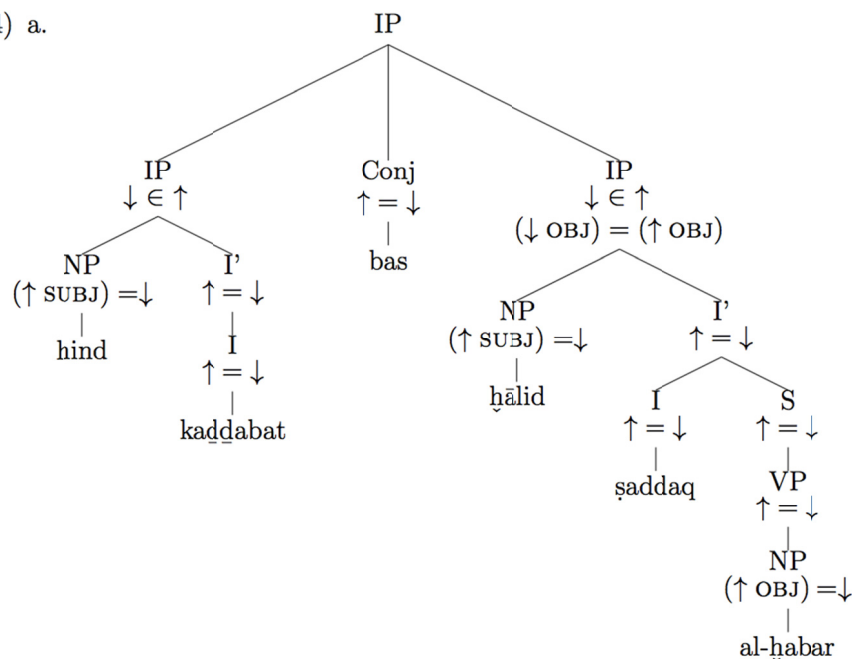 ) a.
IP
IP Conj IP
↓ ∈ ↑ ↑ = ↓ ↓ ∈ ↑
bas (↓ OBJ) = (↑ OBJ)
NP I’ NP I’
(↑ SUBJ) =↓ ↑ = ↓ (↑ SUBJ) =↓ ↑ = ↓
hind I ḫālid I S
↑ = ↓ ↑ = ↓ ↑ = ↓
kaḏḏabat ṣaddaq VP
↑ = ↓
NP
(↑ OBJ) =↓
al-ḫabar